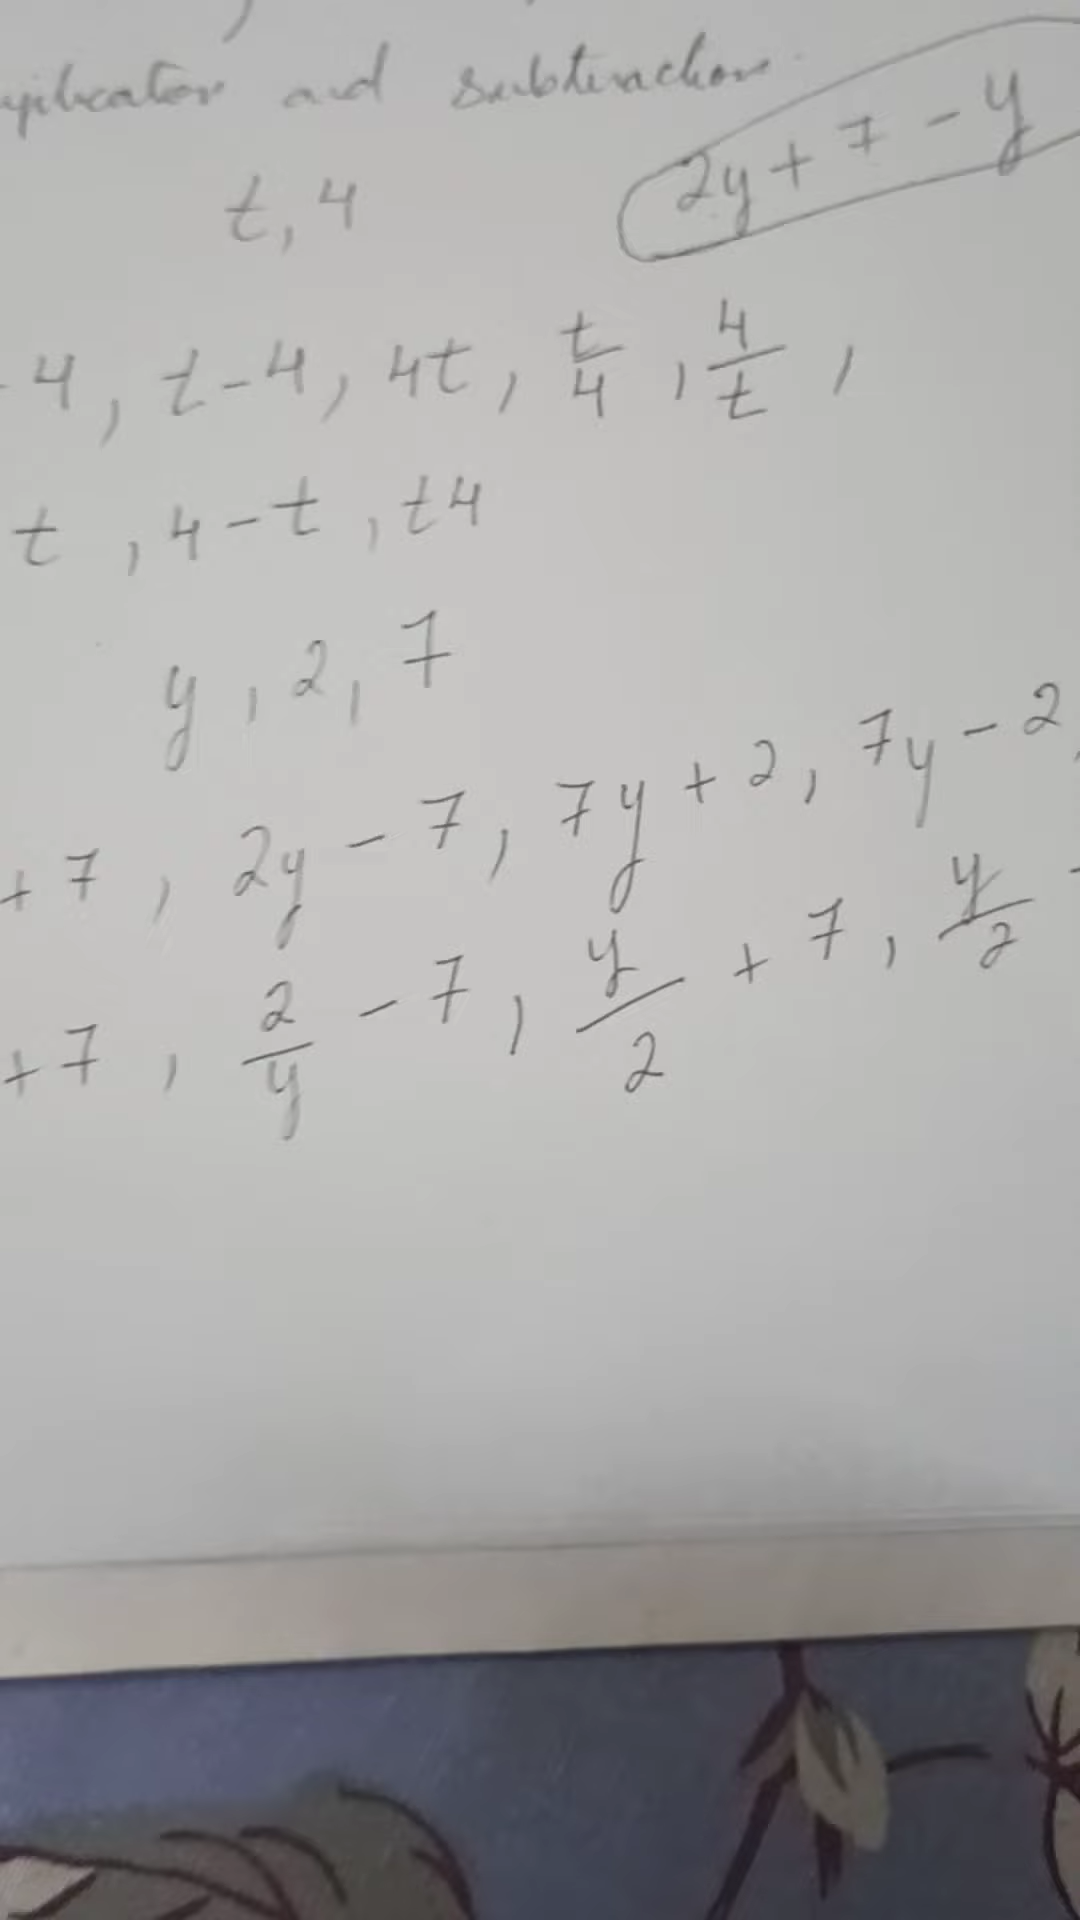 and subtraction.
2y + 7 - y
t, 4
- 4, t - 4, 4t, t/4, 4/t,
t, 4 - t, t4
y, 2, 7
+ 7, 2y - 7, 7y + 2, 7y - 2,
+ 7, 2/y - 7, y/2 + 7, y/2 -